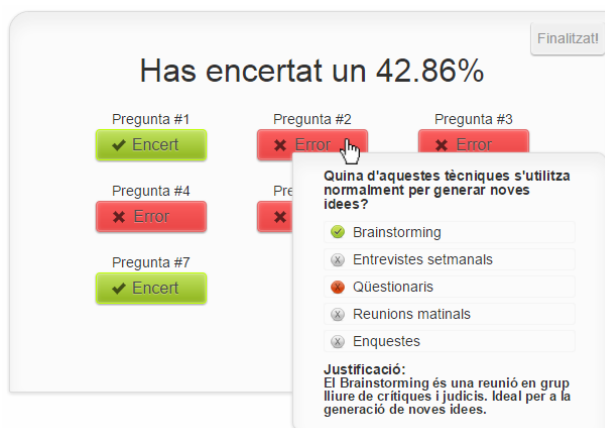 Finalitzat!
Has encertat un 42.86%
Pregunta #1
Pregunta #2
Pregunta #3
Encert
Error
Error
Pregunta #4
Pre
Error
Pregunta #7
Encert
Quina d'aquestes tècniques s'utilitza
normalment per generar noves
idees?
Brainstorming
Entrevistes setmanals
Qüestionaris
Reunions matinals
Enquestes
Justificació:
El Brainstorming és una reunió en grup
lliure de crítiques i judicis. Ideal per a la
generació de noves idees.